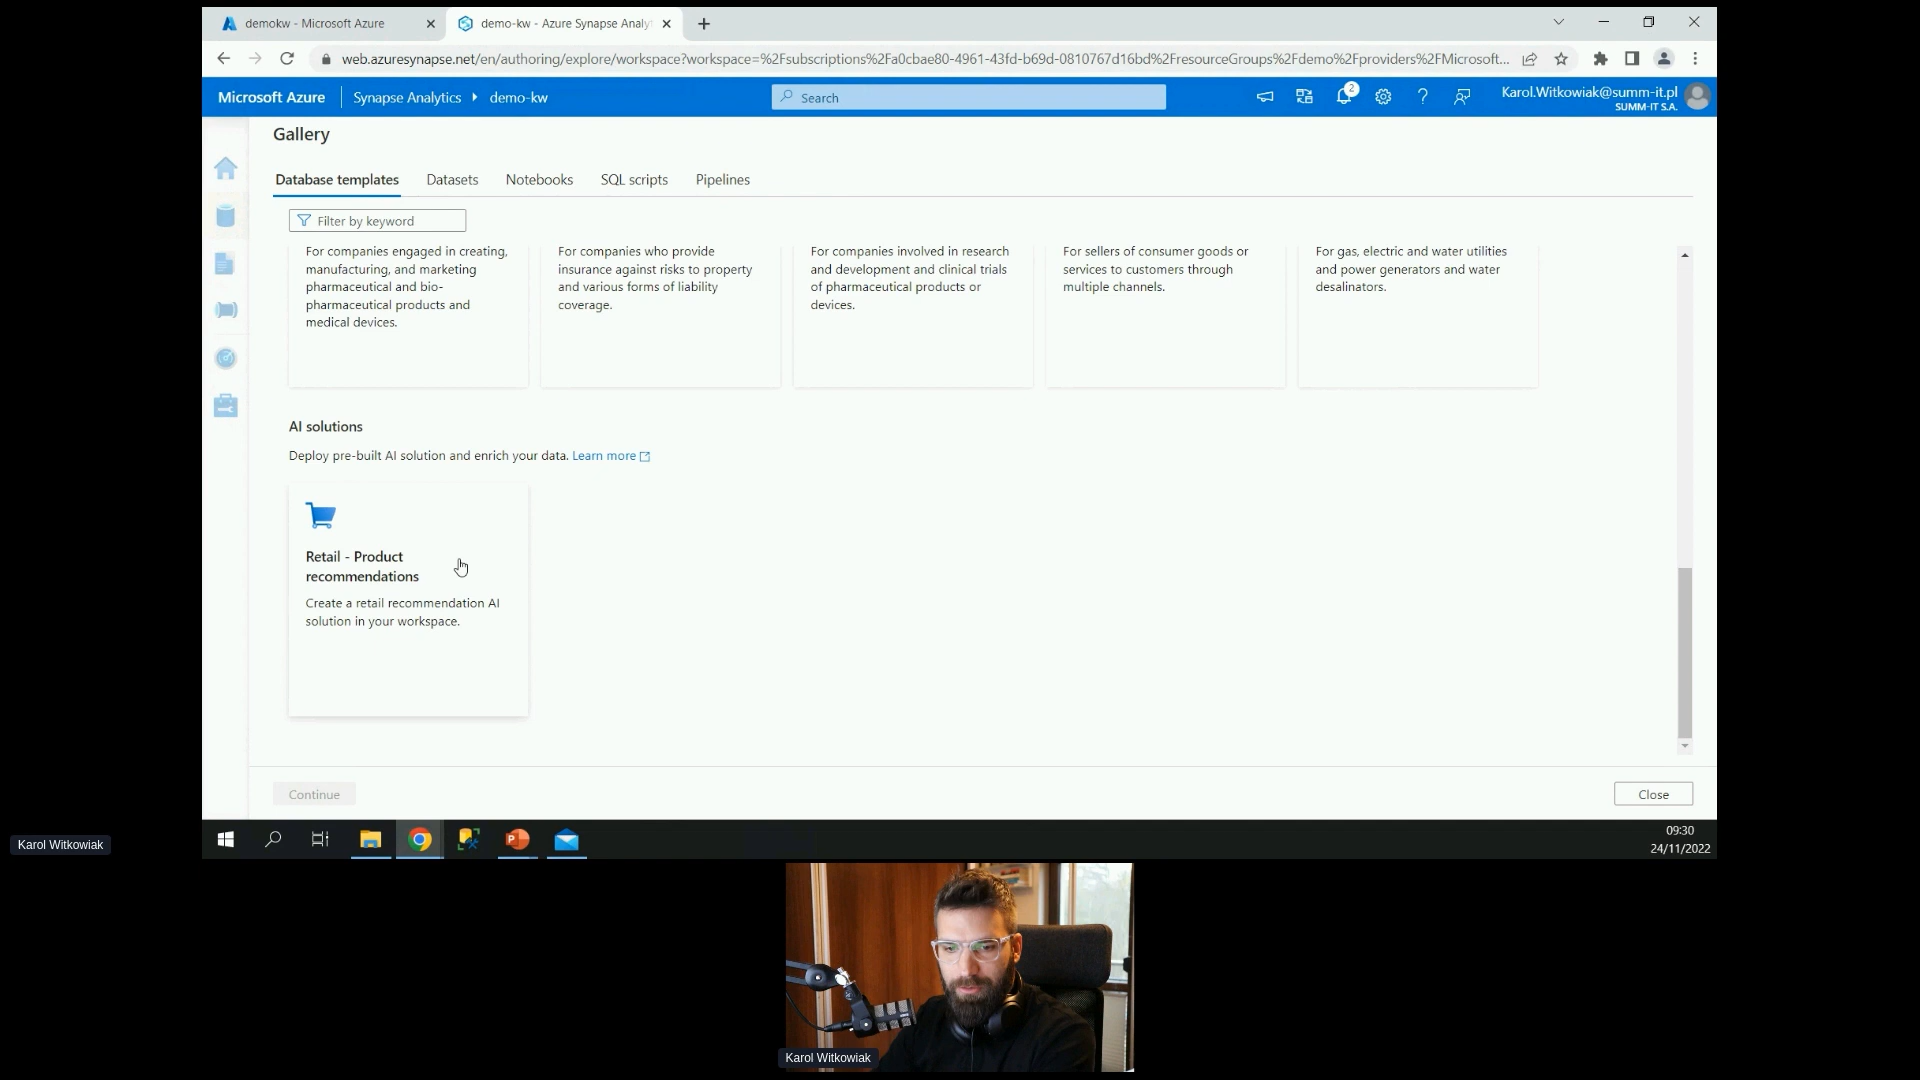 demokw - Microsoft Azure
demo-kw - Azure Synapse Analyt
web.azuresynapse.net/en/authoring/explore/workspace?workspace=%2Fsubscriptions%2Fa0cbae80-4961-43fd-b69d-0810767d16bd%2FresourceGroups%2Fdemo%2Fproviders%2FMicrosoft...
Microsoft Azure
Synapse Analytics
demo-kw
Search
2
Karol.Witkowiak@summ-it.pl
SUMM-IT S.A.
Gallery
Database templates
Datasets
Notebooks
SQL scripts
Pipelines
Filter by keyword
For companies engaged in creating,
manufacturing, and marketing
pharmaceutical and bio-
pharmaceutical products and
medical devices.
For companies who provide
insurance against risks to property
and various forms of liability
coverage.
For companies involved in research
and development and clinical trials
of pharmaceutical products or
devices.
For sellers of consumer goods or
services to customers through
multiple channels.
For gas, electric and water utilities
and power generators and water
desalinators.
AI solutions
Deploy pre-built AI solution and enrich your data. Learn more
Retail - Product
recommendations
Create a retail recommendation AI
solution in your workspace.
Continue
Close
09:30
24/11/2022
Karol Witkowiak
Karol Witkowiak